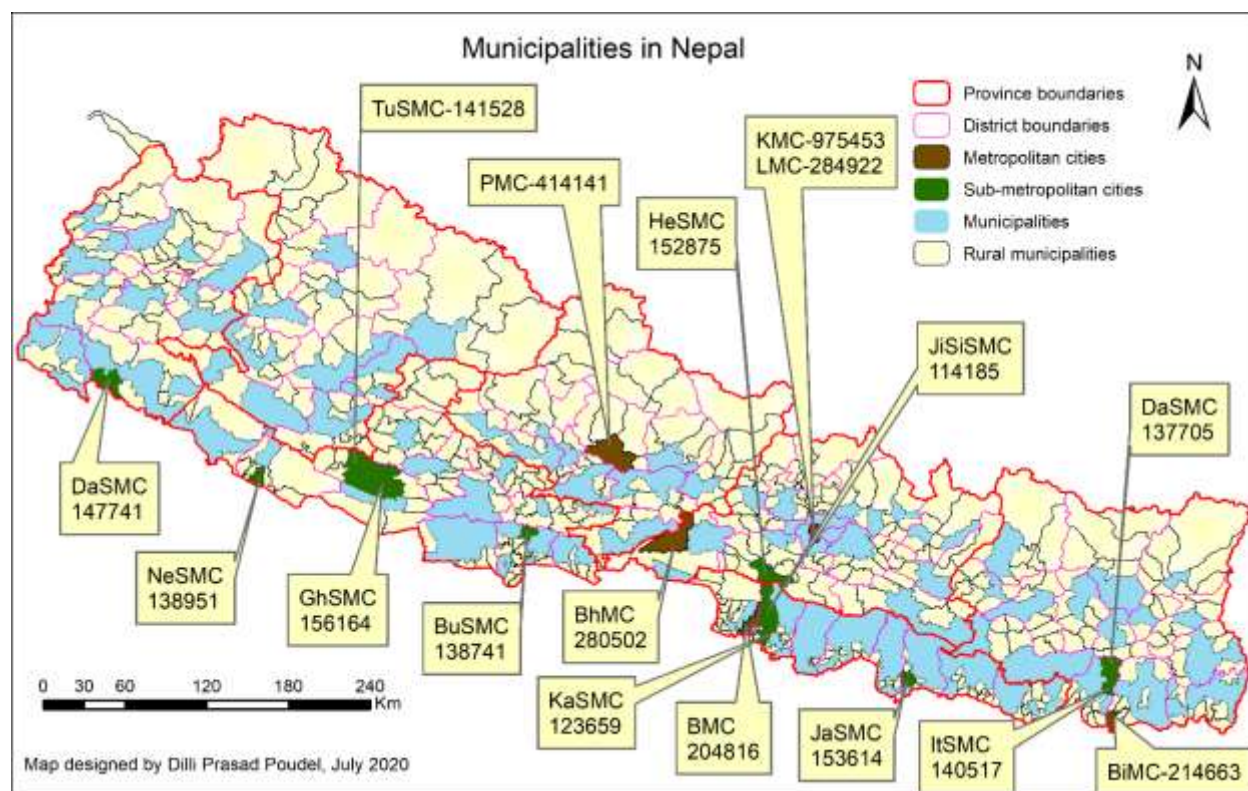 Municipalities in Nepal
N
Province boundaries
District boundaries
Metropolitan cities
Sub-metropolitan cities
Municipalities
Rural municipalities
TuSMC-141528
PMC-414141
KMC-975453
LMC-284922
HeSMC
152875
JiSiSMC
114185
DaSMC
137705
DaSMC
147741
NeSMC
138951
GhSMC
156164
BuSMC
138741
BhMC
280502
KaSMC
123659
BMC
204816
JaSMC
153614
ItSMC
140517
BiMC-214663
0 30 60 120 180 240
Km
Map designed by Dilli Prasad Poudel, July 2020